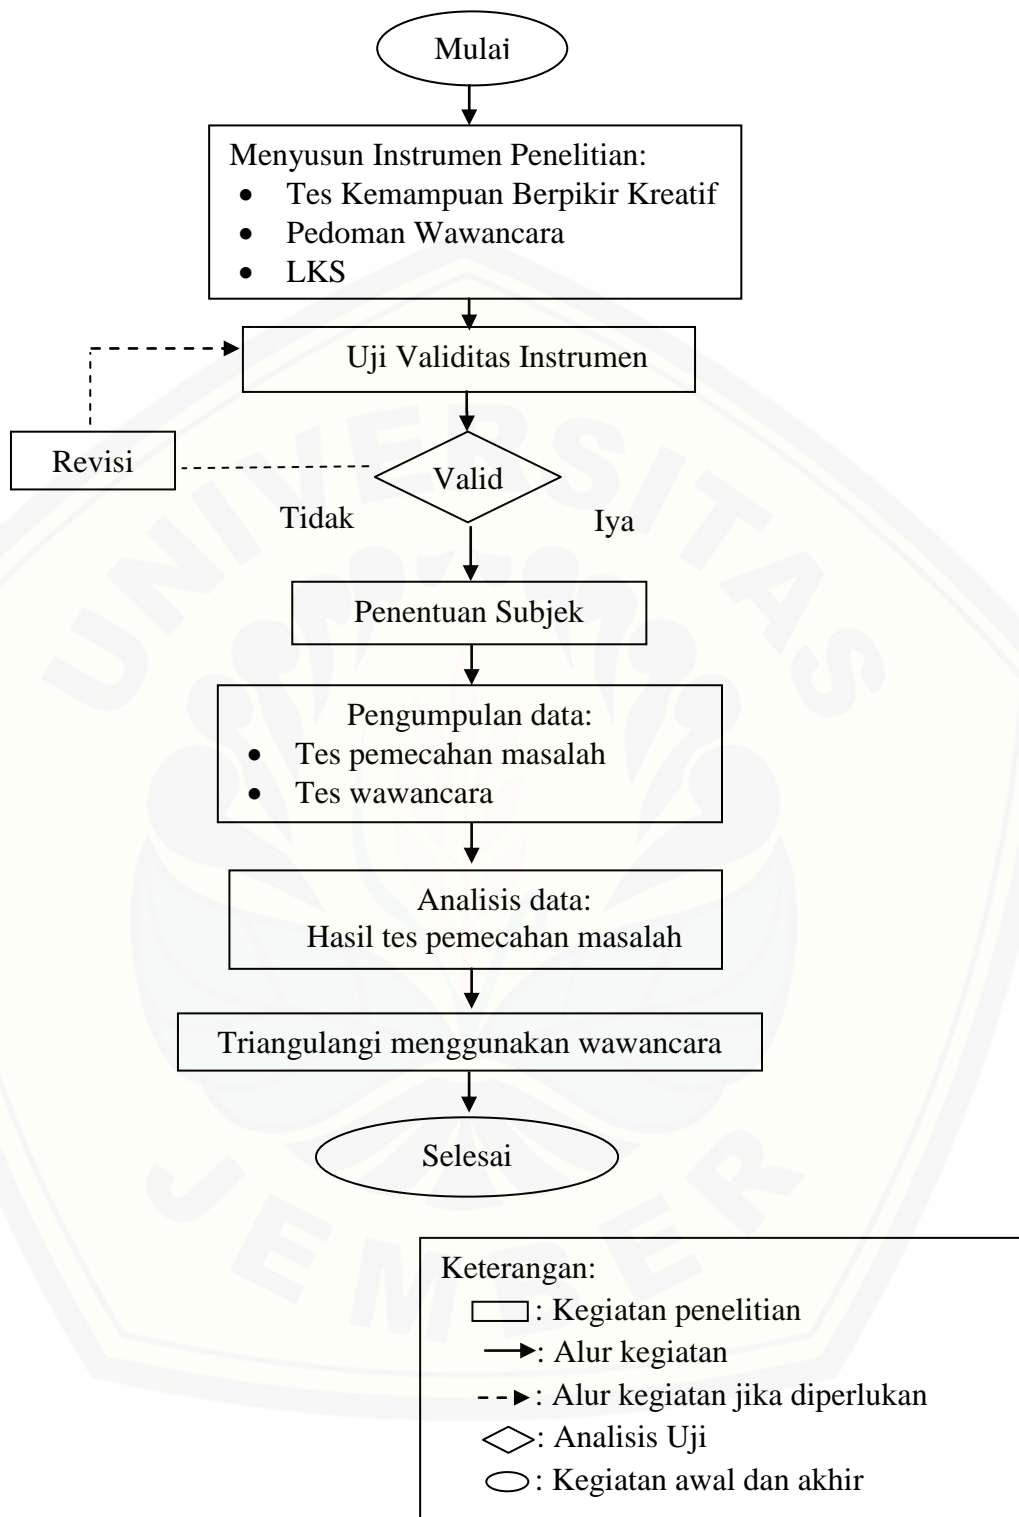 Mulai
Menyusun Instrumen Penelitian:
• Tes Kemampuan Berpikir Kreatif
• Pedoman Wawancara
• LKS
Uji Validitas Instrumen
Revisi
Valid
Tidak
Iya
Penentuan Subjek
Pengumpulan data:
• Tes pemecahan masalah
• Tes wawancara
Analisis data:
Hasil tes pemecahan masalah
Triangulangi menggunakan wawancara
Selesai
UNIVERSITAS
JEMBER
Keterangan:
: Kegiatan penelitian
: Alur kegiatan
: Alur kegiatan jika diperlukan
: Analisis Uji
: Kegiatan awal dan akhir